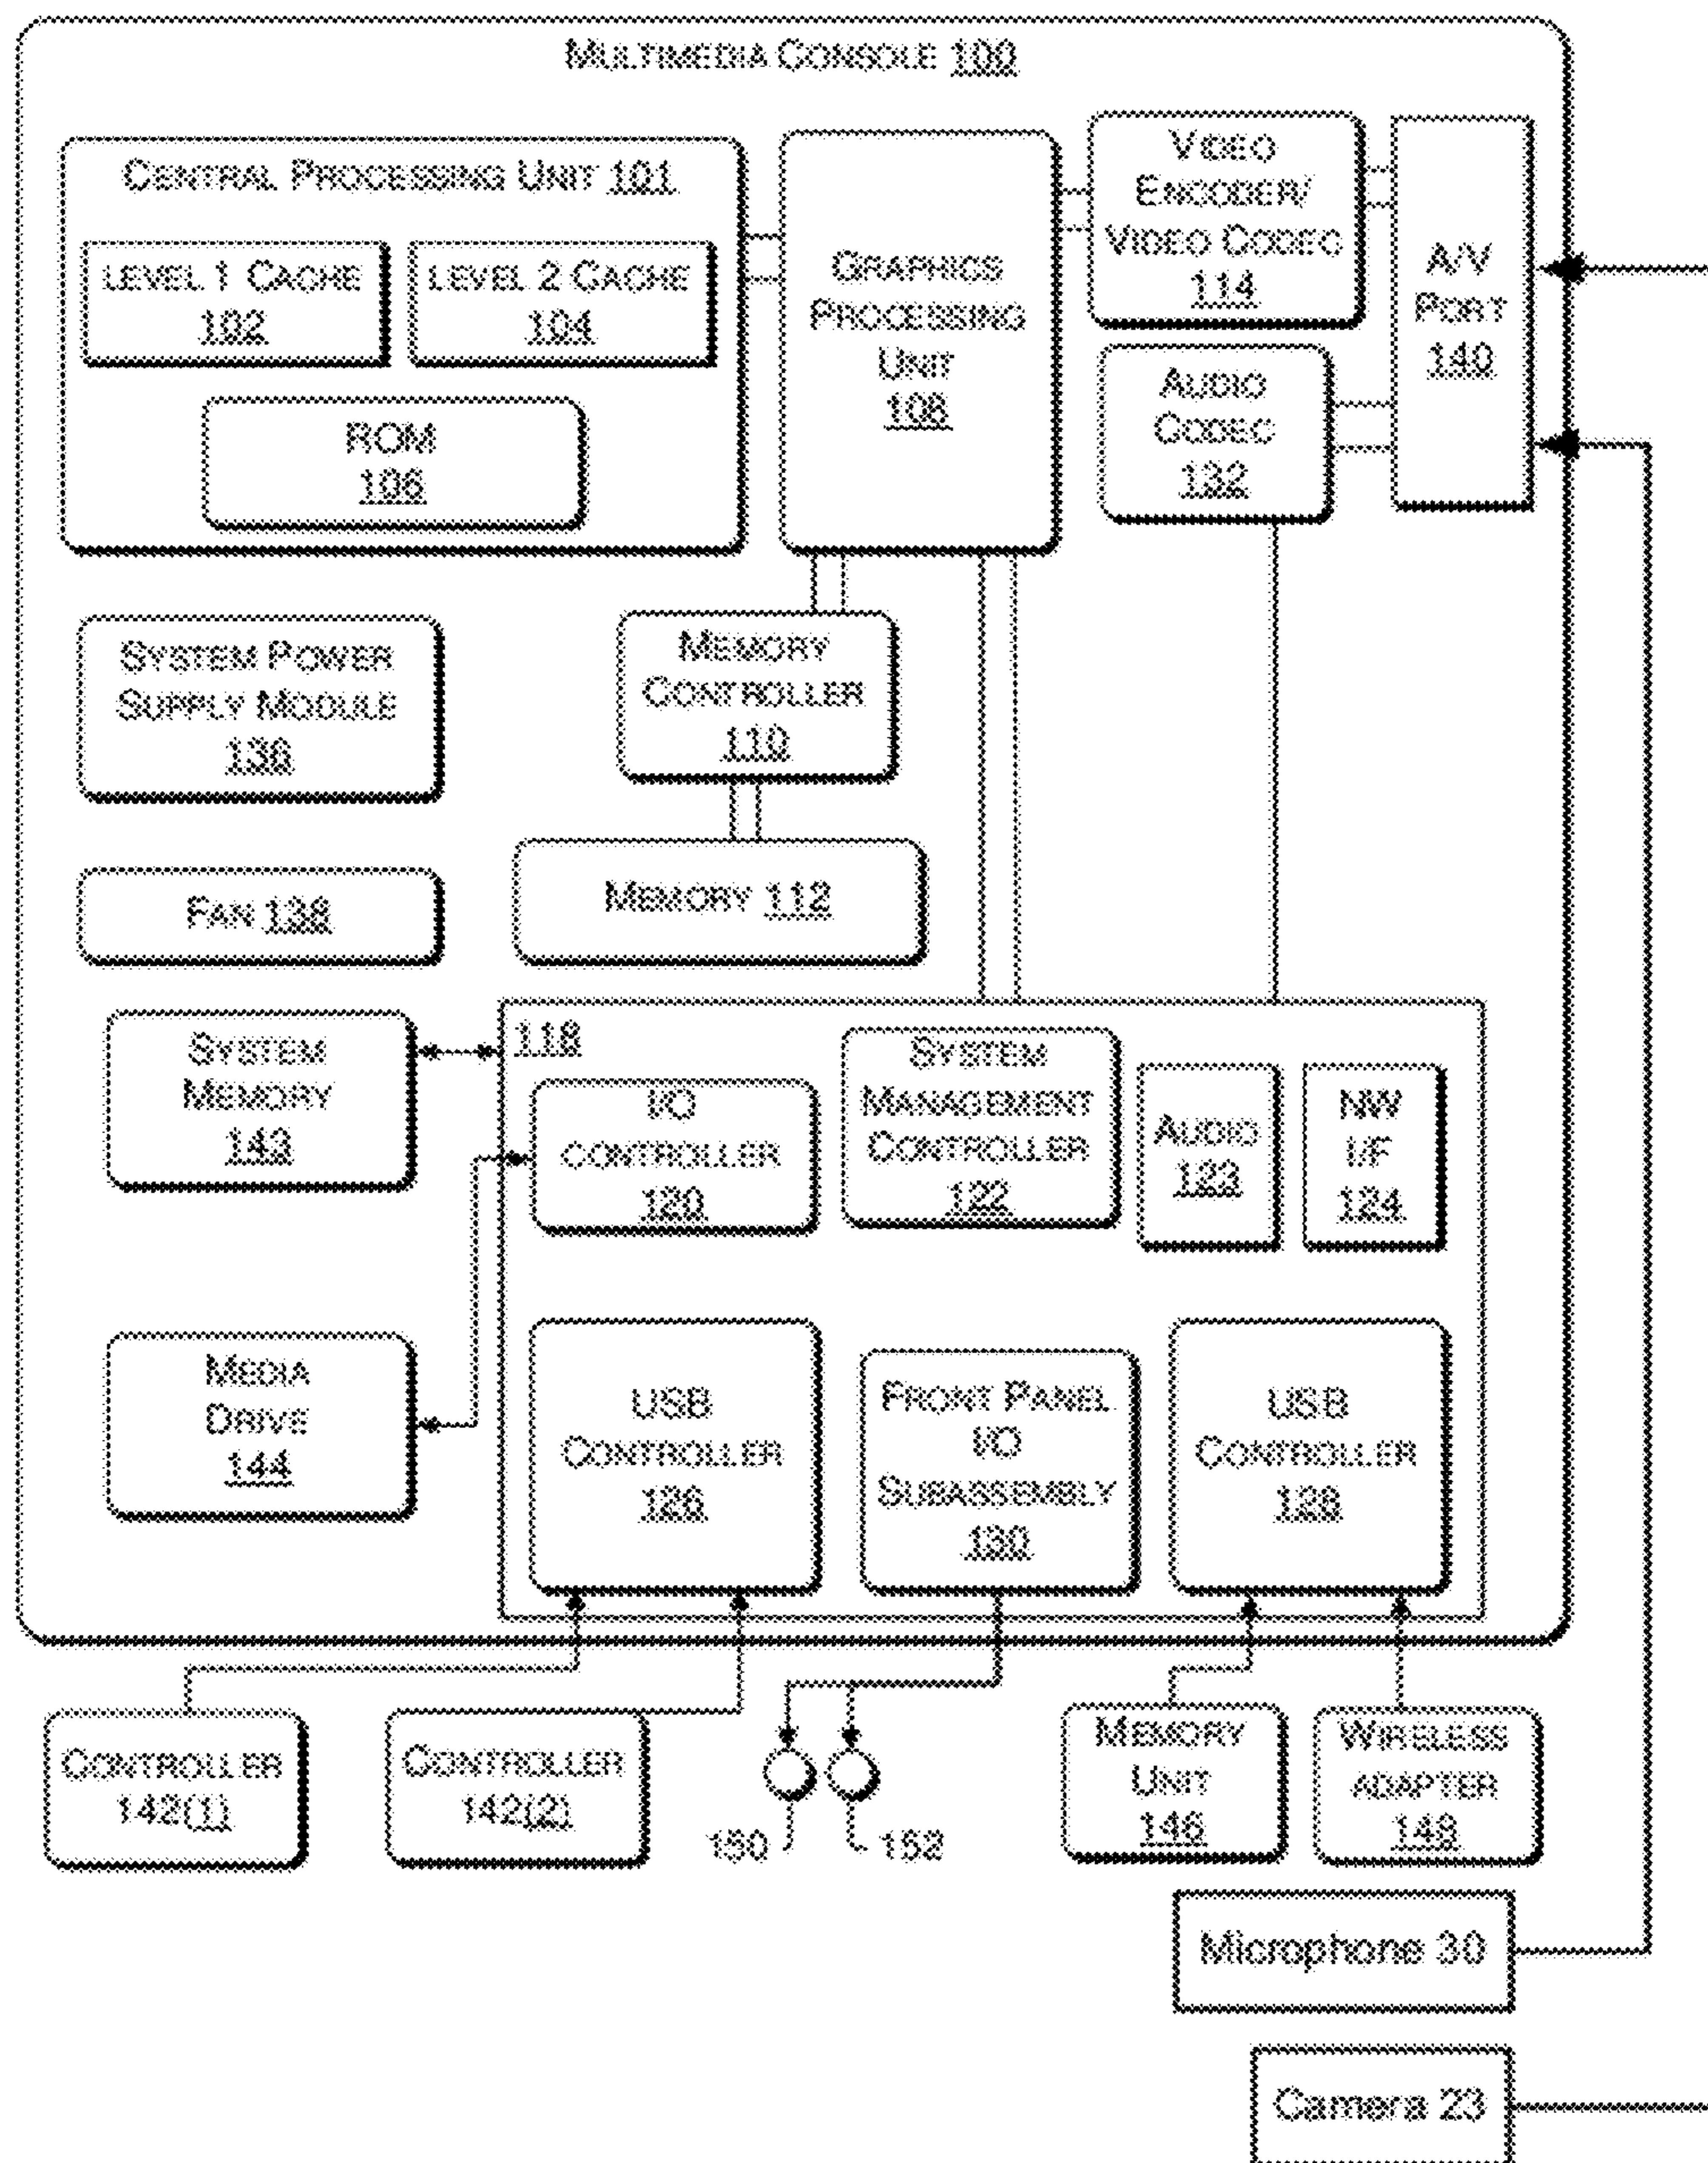 MULTIMEDIA CONSOLE 100
CENTRAL PROCESSING UNIT 101
LEVEL 1 CACHE
102
LEVEL 2 CACHE
104
ROM
106
GRAPHICS
PROCESSING
UNIT
108
VIDEO
ENCODER/
VIDEO CODEC
114
AUDIO
CODEC
132
A/V
PORT
140
SYSTEM POWER
SUPPLY MODULE
136
MEMORY
CONTROLLER
110
FAN 138
MEMORY 112
SYSTEM
MEMORY
143
118
I/O
CONTROLLER
120
SYSTEM
MANAGEMENT
CONTROLLER
122
AUDIO
123
NW
I/F
124
MEDIA
DRIVE
144
USB
CONTROLLER
126
FRONT PANEL
I/O
SUBASSEMBLY
130
USB
CONTROLLER
128
CONTROLLER
142(1)
CONTROLLER
142(2)
150
152
MEMORY
UNIT
146
WIRELESS
ADAPTER
148
Microphone 30
Camera 23